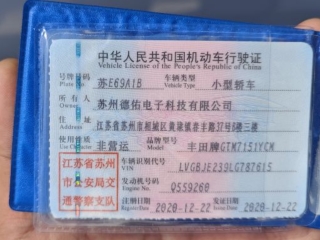 中华人民共和国机动车行驶证
Vehicle License of the People's Republic of China
号牌号码 苏E69A1B 车辆类型 小型轿车
Plate No. Vehicle Type
所有人 苏州德佑电子科技有限公司
Owner
住址 江苏省苏州市相城区黄埭镇春丰路37号6幢三楼
Address
使用性质 非营运 品牌型号 丰田牌GTM7151YCM
Use Character Model
江苏省苏州市公安局交通警察支队
车辆识别代号 LVGBJE239LG787615
VIN
发动机号码 Q559260
Engine No.
注册日期 2020-12-22 发证日期 2020-12-22
Register Date Issue Date